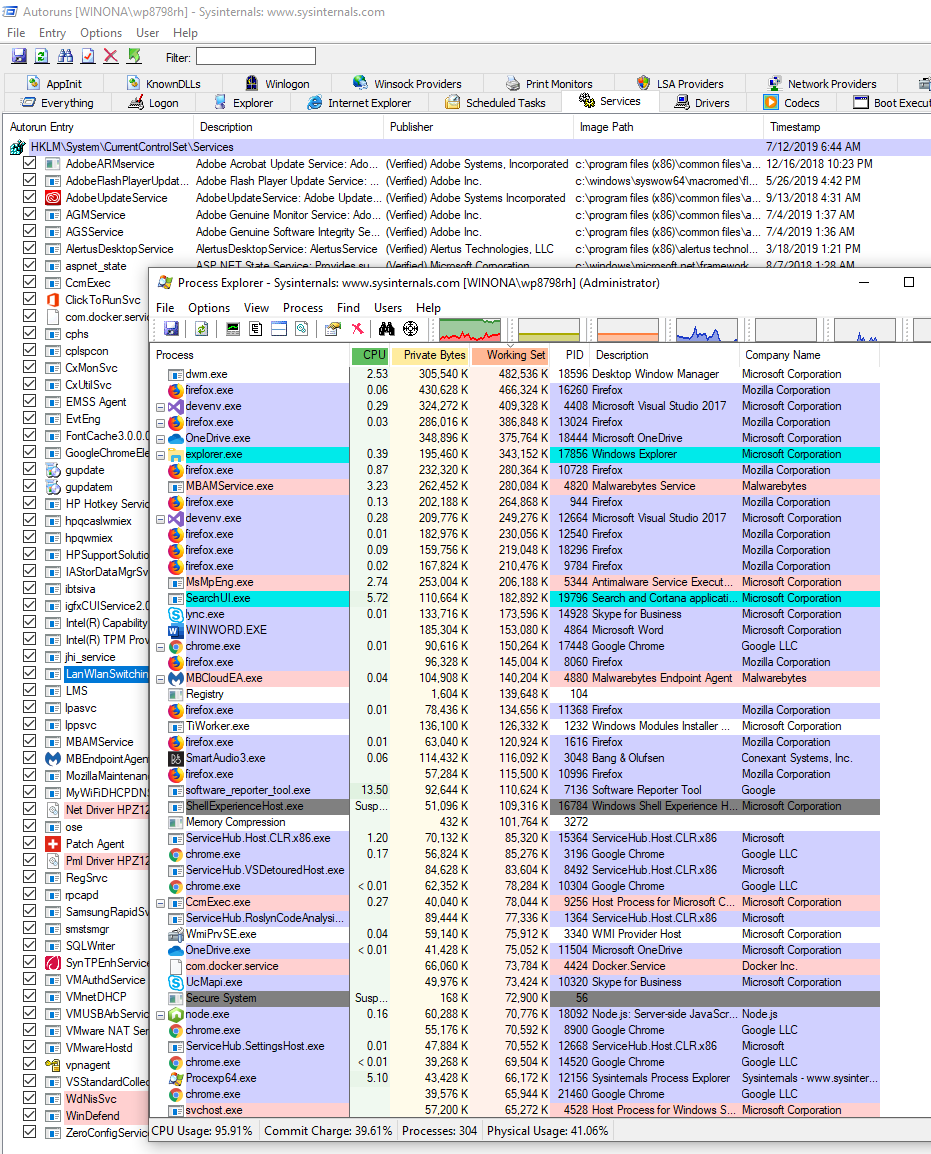 Autoruns [WINONA\wp8798rh] - Sysinternals: www.sysinternals.com
File Entry Options User Help
Filter:
AppInit KnownDLLs Winlogon Winsock Providers Print Monitors LSA Providers Network Providers
Everything Logon Explorer Internet Explorer Scheduled Tasks Services Drivers Codecs Boot Execut
Autorun Entry Description Publisher Image Path Timestamp
HKLM\System\CurrentControlSet\Services 7/12/2019 6:44 AM
AdobeARMservice Adobe Acrobat Update Service: Ado... (Verified) Adobe Systems, Incorporated c:\program files (x86)\common files\a... 12/16/2018 10:23 PM
AdobeFlashPlayerUpdat... Adobe Flash Player Update Service: ... (Verified) Adobe Inc. c:\windows\syswow64\macromed\fl... 5/26/2019 4:42 PM
AdobeUpdateService AdobeUpdateService: Adobe Update... (Verified) Adobe Systems Incorporated c:\program files (x86)\common files\a... 9/13/2018 4:31 AM
AGMService Adobe Genuine Monitor Service: Ado... (Verified) Adobe Inc. c:\program files (x86)\common files\a... 7/4/2019 1:37 AM
AGSService Adobe Genuine Software Integrity Se... (Verified) Adobe Inc. c:\program files (x86)\common files\a... 7/4/2019 1:36 AM
AlertusDesktopService AlertusDesktopService: AlertusService (Verified) Alertus Technologies, LLC c:\program files (x86)\alertus technol... 3/18/2019 1:21 PM
aspnet_state ASP.NET State Service: Provides su... (Verified) Microsoft Corporation c:\windows\microsoft.net\framework... 8/7/2018 1:28 AM
CcmExec
ClickToRunSvc
com.docker.servic
cphs
cplspcon
CxMonSvc
CxUtilSvc
EMSS Agent
EvtEng
FontCache3.0.0.0
GoogleChromeEle
gupdate
gupdatem
HP Hotkey Servic
hpqcaslwmiex
hpqwmiex
HPSupportSolution
IAStorDataMgrSv
ibtsiva
igfxCUIService2.0
Intel(R) Capability
Intel(R) TPM Prov
jhi_service
LanWlanSwitchin
LMS
lpasvc
lppsvc
MBAMService
MBEndpointAgen
MozillaMaintenan
MyWiFiDHCPDNS
Net Driver HPZ12
ose
Patch Agent
Pml Driver HPZ12
RegSrvc
rpcapd
SamsungRapidSv
smstsmgr
SQLWriter
SynTPEnhService
VMAuthdService
VMnetDHCP
VMUSBArbServic
VMware NAT Ser
VMwareHostd
vpnagent
VSStandardCollec
WdNisSvc
WinDefend
ZeroConfigService
Process Explorer - Sysinternals: www.sysinternals.com [WINONA\wp8798rh] (Administrator)
File Options View Process Find Users Help
Process CPU Private Bytes Working Set PID Description Company Name
dwm.exe 2.53 305,540 K 482,536 K 18596 Desktop Window Manager Microsoft Corporation
firefox.exe 0.06 430,628 K 466,324 K 16260 Firefox Mozilla Corporation
devenv.exe 0.29 324,272 K 409,328 K 4408 Microsoft Visual Studio 2017 Microsoft Corporation
firefox.exe 0.03 286,016 K 386,848 K 13024 Firefox Mozilla Corporation
OneDrive.exe 348,896 K 375,764 K 18444 Microsoft OneDrive Microsoft Corporation
explorer.exe 0.39 195,460 K 343,152 K 17856 Windows Explorer Microsoft Corporation
firefox.exe 0.87 232,320 K 280,364 K 10728 Firefox Mozilla Corporation
MBAMService.exe 3.23 262,452 K 280,084 K 4820 Malwarebytes Service Malwarebytes
firefox.exe 0.13 202,188 K 264,868 K 944 Firefox Mozilla Corporation
devenv.exe 0.28 209,776 K 249,276 K 12664 Microsoft Visual Studio 2017 Microsoft Corporation
firefox.exe 0.01 182,976 K 230,056 K 12540 Firefox Mozilla Corporation
firefox.exe 0.09 159,756 K 219,048 K 18296 Firefox Mozilla Corporation
firefox.exe 0.02 167,824 K 210,476 K 9784 Firefox Mozilla Corporation
MsMpEng.exe 2.74 253,004 K 206,188 K 5344 Antimalware Service Execut... Microsoft Corporation
SearchUI.exe 5.72 110,664 K 182,892 K 19796 Search and Cortana applicati... Microsoft Corporation
lync.exe 0.01 133,716 K 173,596 K 14928 Skype for Business Microsoft Corporation
WINWORD.EXE 185,304 K 153,080 K 4864 Microsoft Word Microsoft Corporation
chrome.exe 0.01 90,616 K 150,264 K 17448 Google Chrome Google LLC
firefox.exe 96,328 K 145,004 K 8060 Firefox Mozilla Corporation
MBCloudEA.exe 0.04 104,908 K 140,204 K 4880 Malwarebytes Endpoint Agent Malwarebytes
Registry 1,604 K 139,648 K 104
firefox.exe 0.01 78,436 K 134,656 K 11368 Firefox Mozilla Corporation
TiWorker.exe 136,100 K 126,332 K 1232 Windows Modules Installer ... Microsoft Corporation
firefox.exe 0.01 63,040 K 120,924 K 1616 Firefox Mozilla Corporation
SmartAudio3.exe 0.06 114,432 K 116,092 K 3048 Bang & Olufsen Conexant Systems, Inc.
firefox.exe 57,284 K 115,500 K 10996 Firefox Mozilla Corporation
software_reporter_tool.exe 13.50 92,644 K 110,624 K 7136 Software Reporter Tool Google
ShellExperienceHost.exe Susp... 51,096 K 109,316 K 16784 Windows Shell Experience H... Microsoft Corporation
Memory Compression 432 K 101,764 K 3272
ServiceHub.Host.CLR.x86.exe 1.20 70,132 K 85,320 K 15364 ServiceHub.Host.CLR.x86 Microsoft
chrome.exe 0.17 56,824 K 85,276 K 3196 Google Chrome Google LLC
ServiceHub.VSDetouredHost.exe 84,628 K 83,604 K 8492 ServiceHub.Host.CLR.x86 Microsoft
chrome.exe < 0.01 62,352 K 78,284 K 10304 Google Chrome Google LLC
CcmExec.exe 0.27 40,040 K 78,044 K 9256 Host Process for Microsoft C... Microsoft Corporation
ServiceHub.RoslynCodeAnalysi... 89,444 K 77,336 K 1364 ServiceHub.Host.CLR.x86 Microsoft
WmiPrvSE.exe 0.04 59,140 K 75,912 K 3340 WMI Provider Host Microsoft Corporation
OneDrive.exe < 0.01 41,428 K 75,052 K 11504 Microsoft OneDrive Microsoft Corporation
com.docker.service 66,060 K 73,784 K 4424 Docker.Service Docker Inc.
UcMapi.exe 49,976 K 73,424 K 10320 Skype for Business Microsoft Corporation
Secure System Susp... 168 K 72,900 K 56
node.exe 0.16 60,288 K 70,776 K 18092 Node.js: Server-side JavaScr... Node.js
chrome.exe 55,176 K 70,592 K 8900 Google Chrome Google LLC
ServiceHub.SettingsHost.exe 0.01 47,884 K 70,552 K 12668 ServiceHub.Host.CLR.x86 Microsoft
chrome.exe < 0.01 39,268 K 69,504 K 14520 Google Chrome Google LLC
Procexp64.exe 5.10 43,428 K 66,172 K 12156 Sysinternals Process Explorer Sysinternals - www.sysinter...
chrome.exe 39,576 K 65,944 K 21460 Google Chrome Google LLC
svchost.exe 57,200 K 65,272 K 4528 Host Process for Windows S... Microsoft Corporation
CPU Usage: 95.91% Commit Charge: 39.61% Processes: 304 Physical Usage: 41.06%